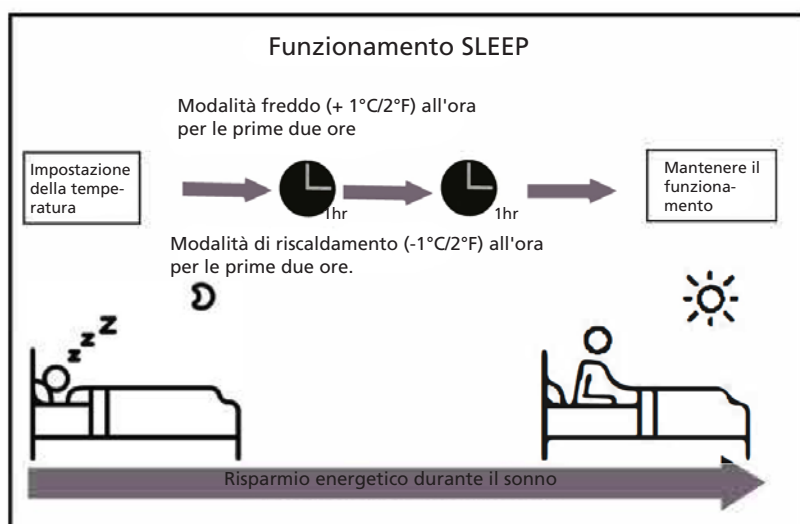 Funzionamento SLEEP
Modalità freddo (+ 1°C/2°F) all'ora
per le prime due ore
Impostazione
della tempe-
ratura
1hr
1hr
Mantenere il
funziona-
mento
Modalità di riscaldamento (-1°C/2°F) all'ora
per le prime due ore.
z z Z
Risparmio energetico durante il sonno